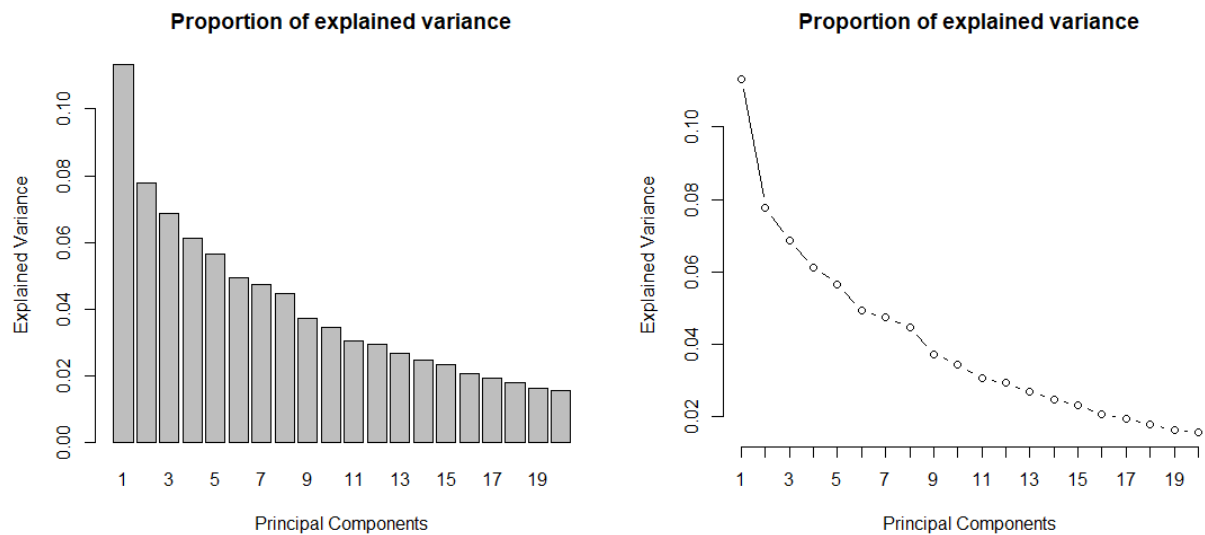 Proportion of explained variance
Explained Variance
0.10
0.08
0.06
0.04
0.02
0.00
1 3 5 7 9 11 13 15 17 19
Principal Components
Proportion of explained variance
Explained Variance
0.10
0.08
0.06
0.04
0.02
1 3 5 7 9 11 13 15 17 19
Principal Components